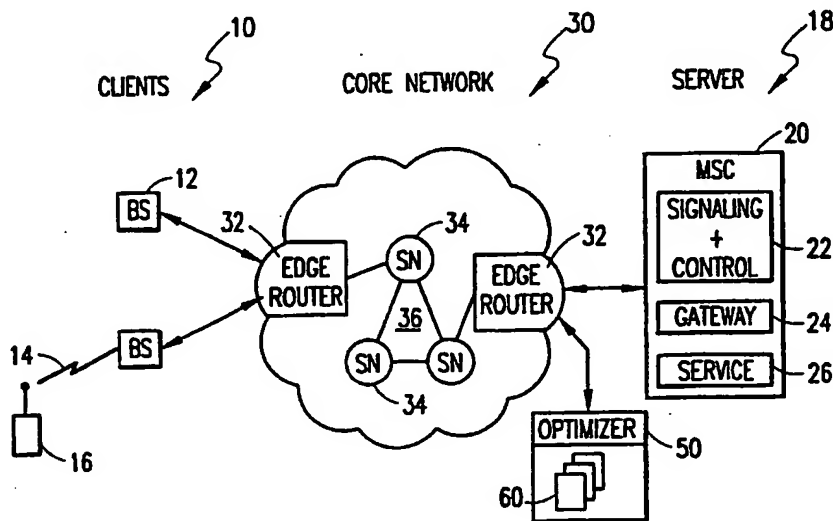 10
30
18
CLIENTS
CORE NETWORK
SERVER
20
MSC
12
BS
32
34
32
SIGNALING
+
CONTROL
22
EDGE
ROUTER
SN
EDGE
ROUTER
36
GATEWAY
24
14
BS
SN
SN
SERVICE
26
34
16
OPTIMIZER
50
60